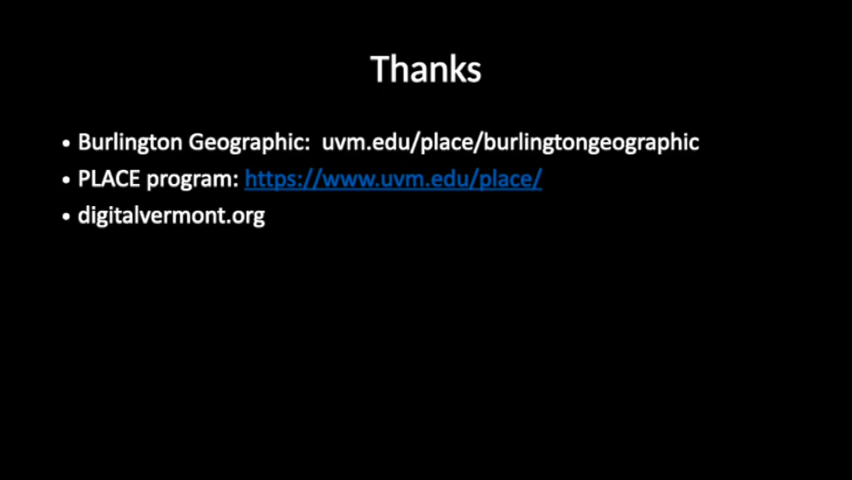 Thanks
• Burlington Geographic: uvm.edu/place/burlingtongeographic
• PLACE program: https://www.uvm.edu/place/
• digitalvermont.org